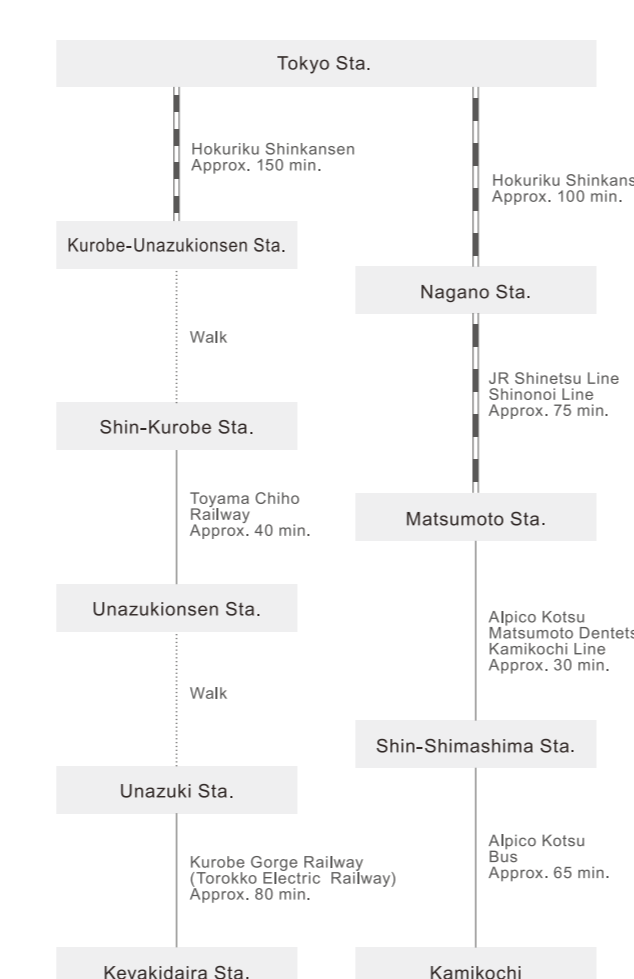 Tokyo Sta.
Hokuriku Shinkansen
Approx. 150 min.
Kurobe-Unazukionsen Sta.
Walk
Shin-Kurobe Sta.
Toyama Chiho
Railway
Approx. 40 min.
Unazukionsen Sta.
Walk
Unazuki Sta.
Kurobe Gorge Railway
(Torokko Electric Railway)
Approx. 80 min.
Keyakidaira Sta.
Hokuriku Shinkans
Approx. 100 min.
Nagano Sta.
JR Shinetsu Line
Shinonoi Line
Approx. 75 min.
Matsumoto Sta.
Alpico Kotsu
Matsumoto Dentets
Kamikochi Line
Approx. 30 min.
Shin-Shimashima Sta.
Alpico Kotsu
Bus
Approx. 65 min.
Kamikochi